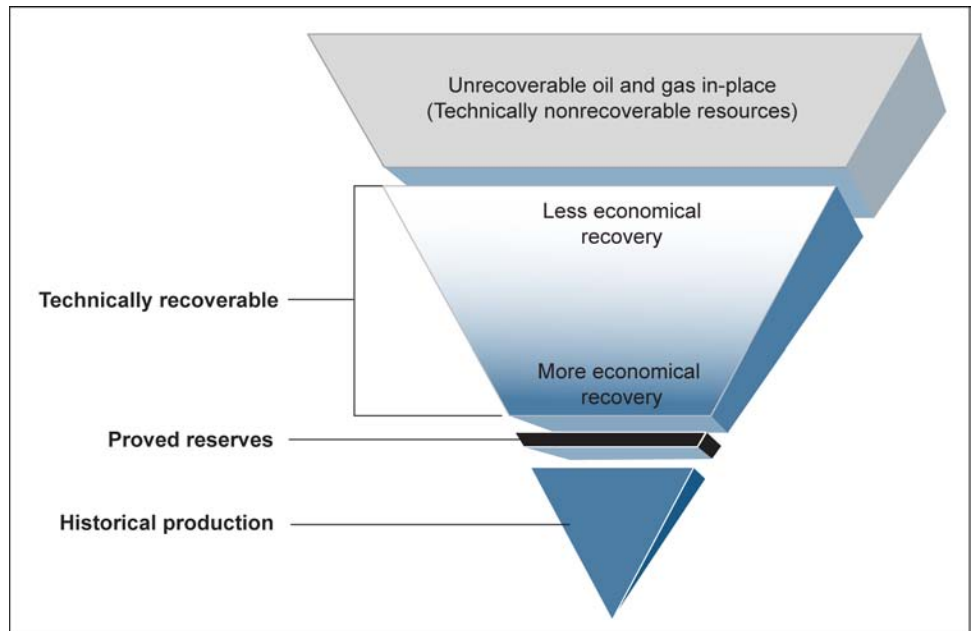 Unrecoverable oil and gas in-place
(Technically nonrecoverable resources)
Less economical
recovery
Technically recoverable
More economical
recovery
Proved reserves
Historical production